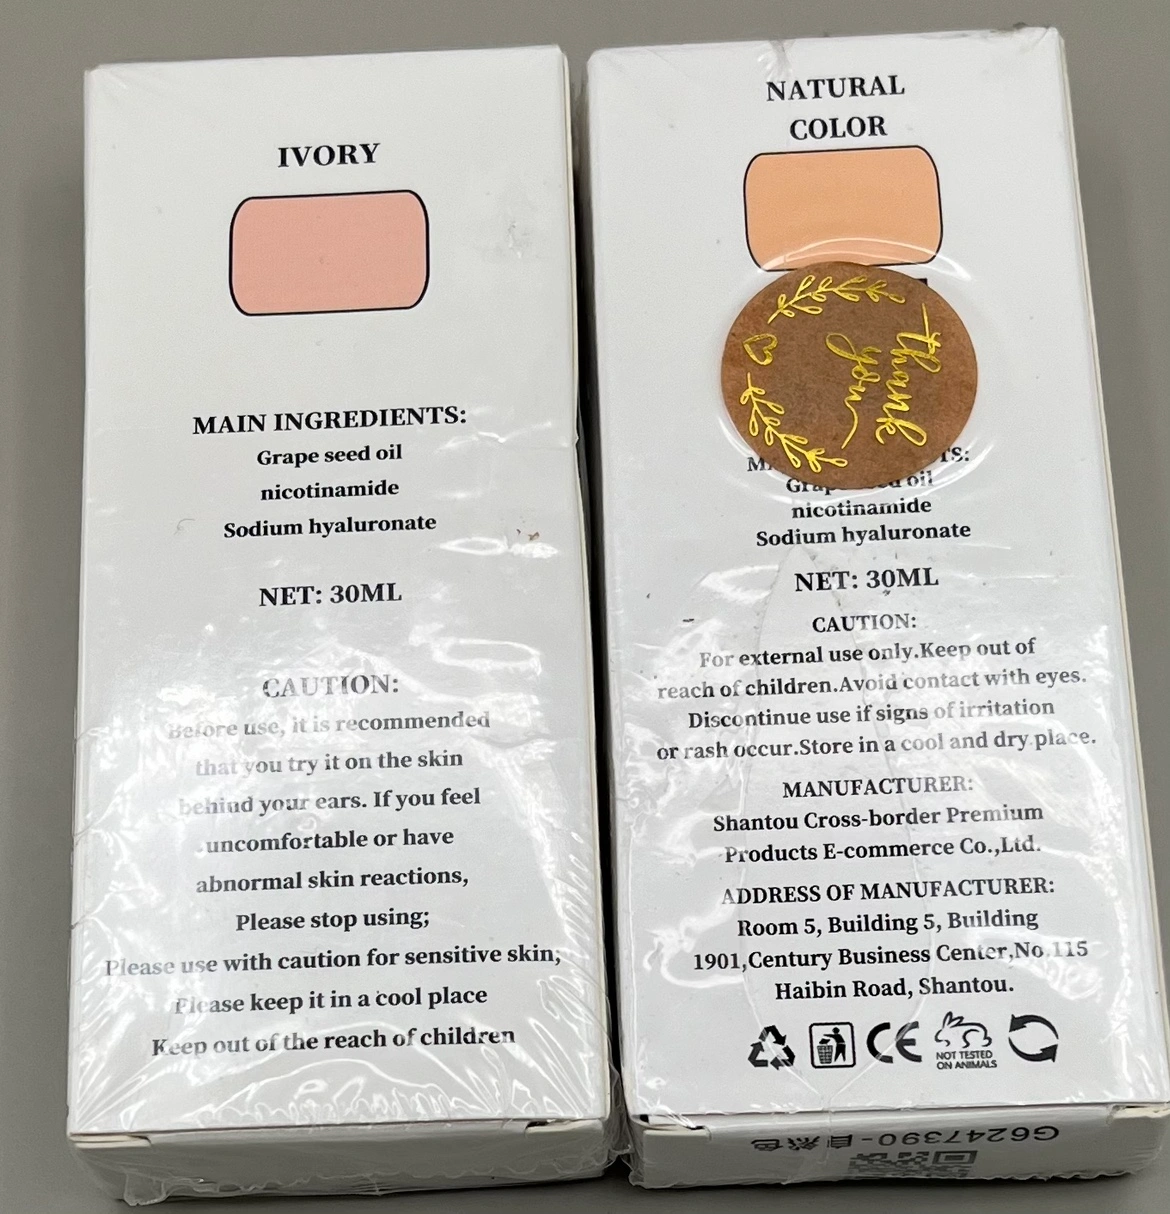 IVORY
MAIN INGREDIENTS:
Grape seed oil
nicotinamide
Sodium hyaluronate
NET: 30ML
CAUTION:
Before use, it is recommended
that you try it on the skin
behind your ears. If you feel
uncomfortable or have
abnormal skin reactions,
Please stop using;
Please use with caution for sensitive skin,
Please keep it in a cool place
Keep out of the reach of children
NATURAL
COLOR
thank
you
oil
nicotinamide
Sodium hyaluronate
NET: 30ML
CAUTION:
For external use only.Keep out of
reach of children.Avoid contact with eyes.
Discontinue use if signs of irritation
or rash occur.Store in a cool and dry place.
MANUFACTURER:
Shantou Cross-border Premium
Products E-commerce Co.,Ltd.
ADDRESS OF MANUFACTURER:
Room 5, Building 5, Building
1901,Century Business Center,No.115
Haibin Road, Shantou.
CE
NOT TESTED
ON ANIMALS
G6247390-自然色